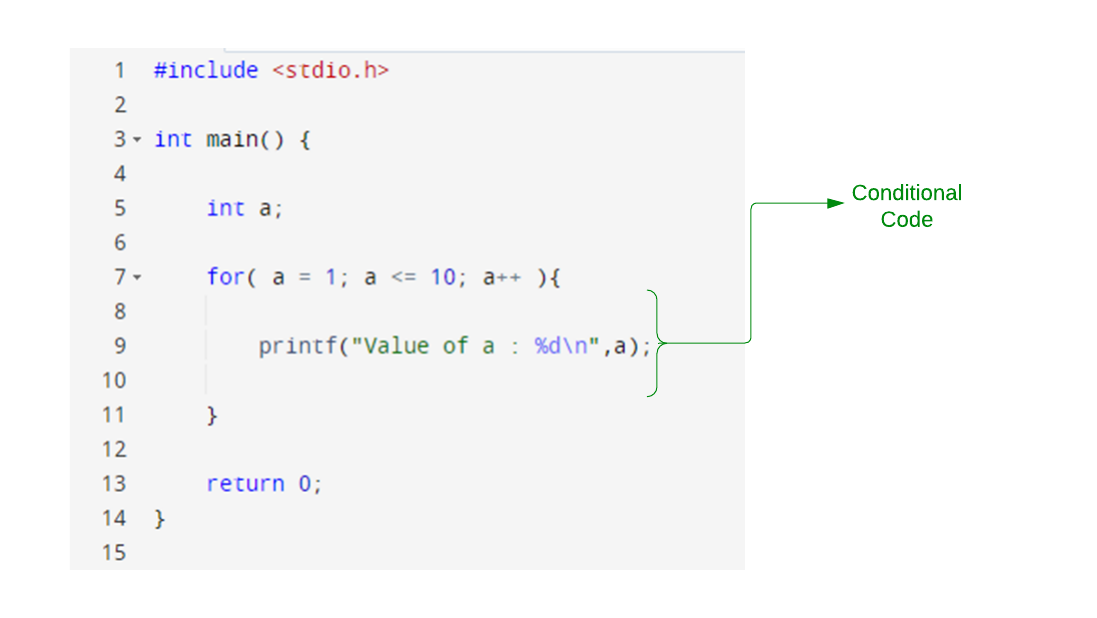 1 #include <stdio.h>
2
3 int main() {
4
5 int a;
6
7 for( a = 1; a <= 10; a++ ){
8
9 printf("Value of a : %d\n",a);
10
11 }
12
13 return 0;
14 }
15
Conditional
Code